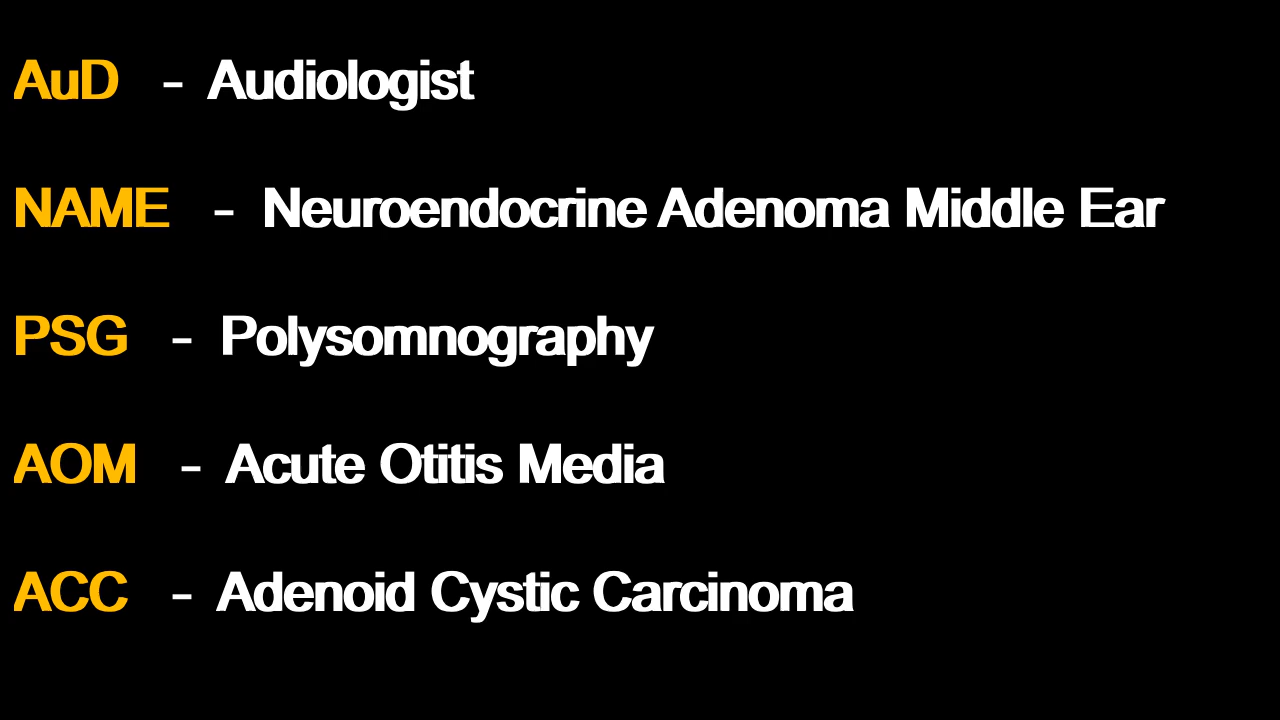 AuD - Audiologist
NAME - Neuroendocrine Adenoma Middle Ear
PSG - Polysomnography
AOM - Acute Otitis Media
ACC - Adenoid Cystic Carcinoma